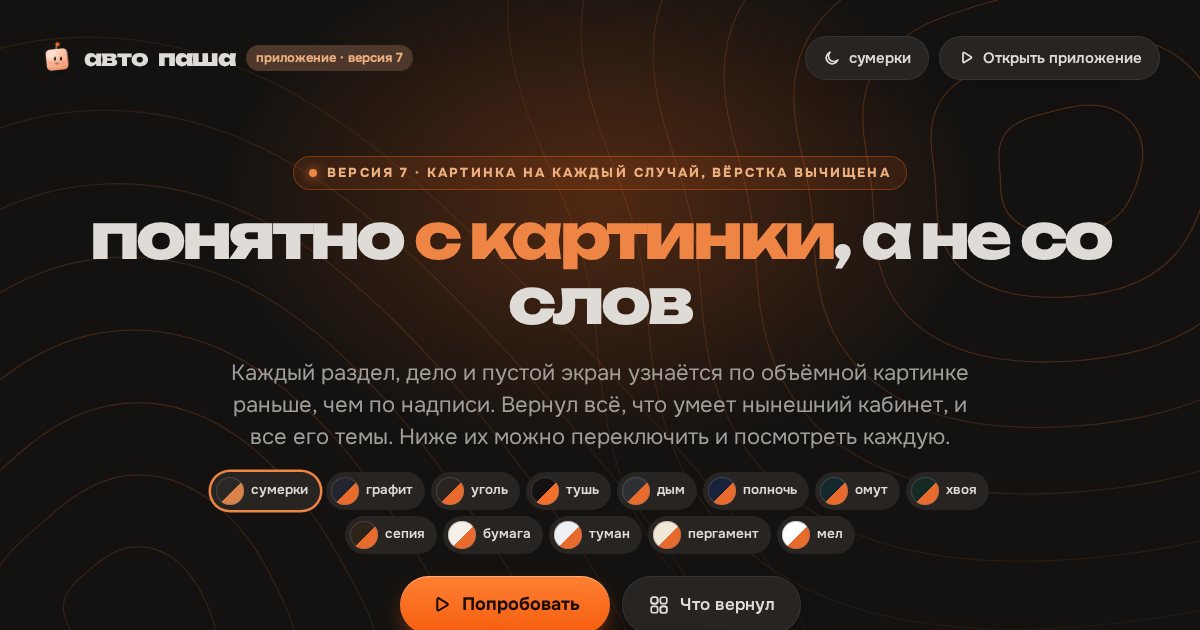 авто паша
приложение · версия 7
сумерки
Открыть приложение
ВЕРСИЯ 7 · КАРТИНКА НА КАЖДЫЙ СЛУЧАЙ, ВЁРСТКА ВЫЧИЩЕНА
понятно с картинки, а не со
слов
Каждый раздел, дело и пустой экран узнаётся по объёмной картинке
раньше, чем по надписи. Вернул всё, что умеет нынешний кабинет, и
все его темы. Ниже их можно переключить и посмотреть каждую.
сумерки графит уголь тушь дым полночь омут хвоя
сепия бумага туман пергамент мел
Попробовать
Что вернул